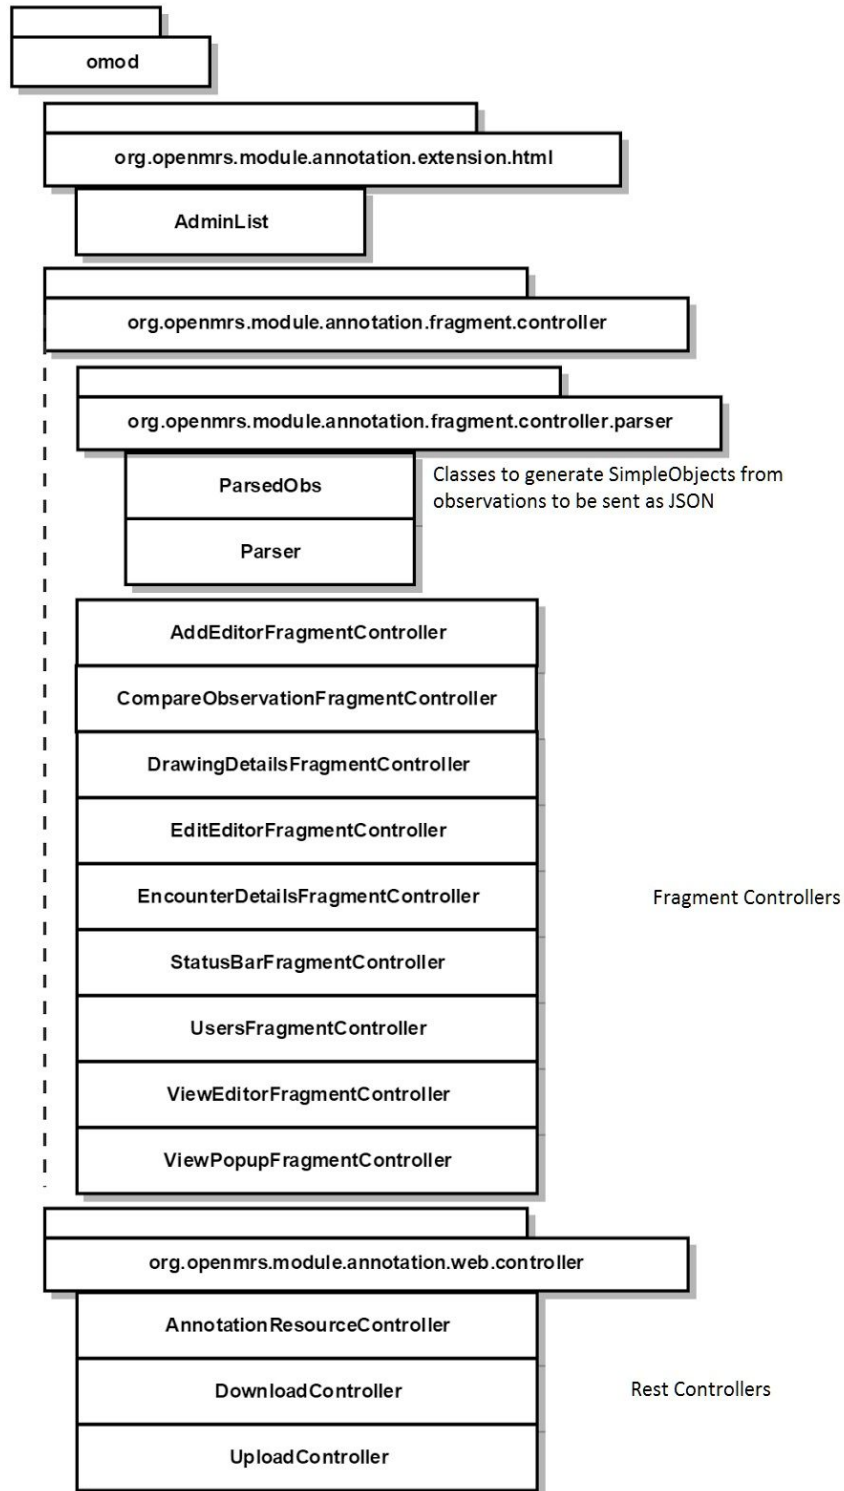 omod
org.openmrs.module.annotation.extension.html
AdminList
org.openmrs.module.annotation.fragment.controller
org.openmrs.module.annotation.fragment.controller.parser
ParsedObs
Classes to generate SimpleObjects from
observations to be sent as JSON
Parser
AddEditorFragmentController
CompareObservationFragmentController
DrawingDetailsFragmentController
EditEditorFragmentController
EncounterDetailsFragmentController
Fragment Controllers
StatusBarFragmentController
UsersFragmentController
ViewEditorFragmentController
ViewPopupFragmentController
org.openmrs.module.annotation.web.controller
AnnotationResourceController
DownloadController
Rest Controllers
UploadController